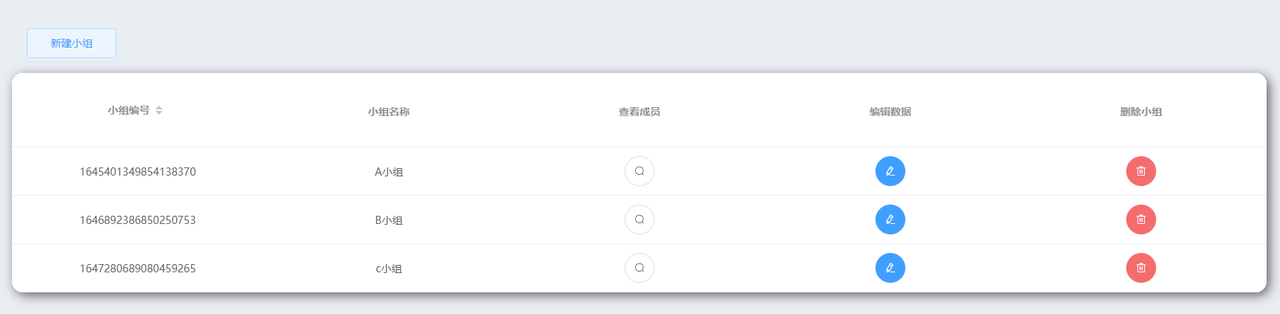 新建小组
小组编号 小组名称 查看成员 编辑数据 删除小组
1645401349854138370 A小组
1646892386850250753 B小组
1647280689080459265 c小组